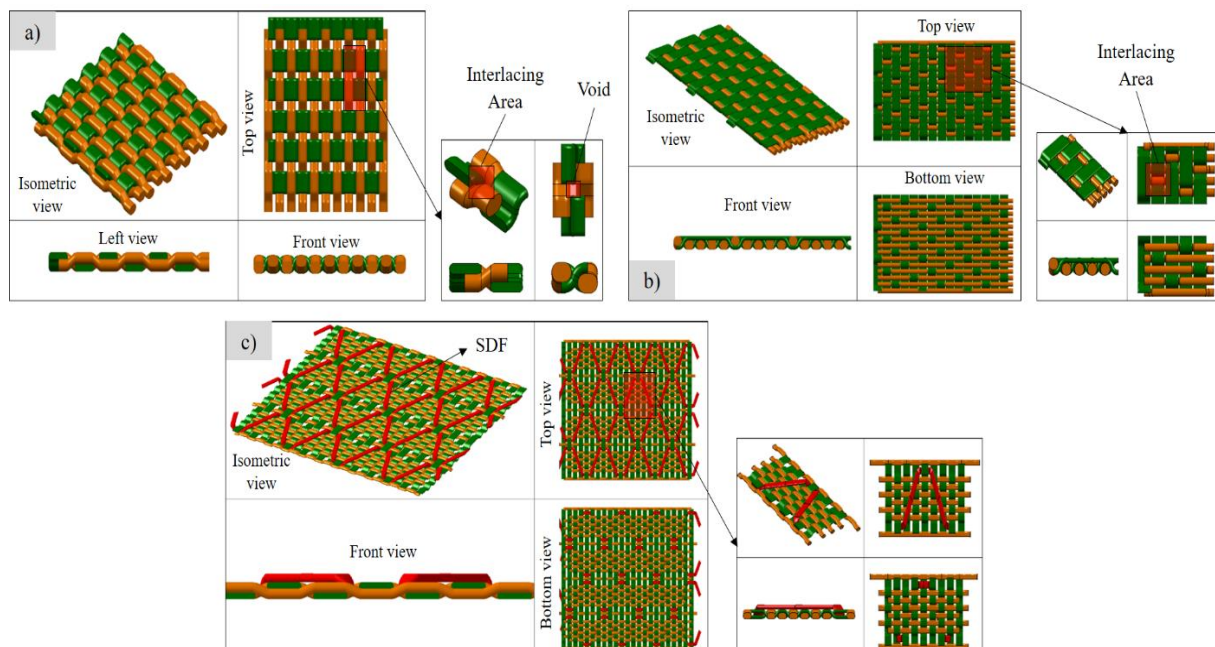 a)
Isometric
view
Top view
Left view
Front view
Interlacing
Area
Void
b)
Isometric
view
Top view
Front view
Bottom view
Interlacing
Area
c)
SDF
Isometric
view
Top view
Front view
Bottom view